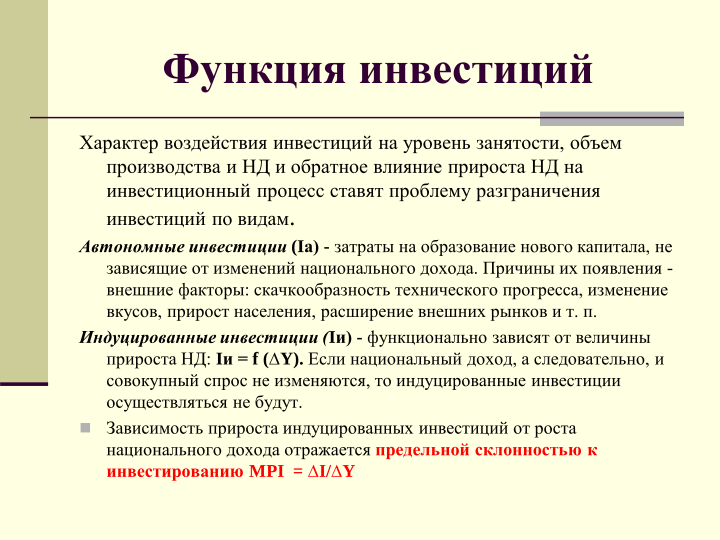 Функция инвестиций
Характер воздействия инвестиций на уровень занятости, объем
производства и НД и обратное влияние прироста НД на
инвестиционный процесс ставят проблему разграничения
инвестиций по видам.
Автономные инвестиции (Iа) - затраты на образование нового капитала, не
зависящие от изменений национального дохода. Причины их появления -
внешние факторы: скачкообразность технического прогресса, изменение
вкусов, прирост населения, расширение внешних рынков и т. п.
Индуцированные инвестиции (Iи) - функционально зависят от величины
прироста НД: Iи = f (∆Y). Если национальный доход, а следовательно, и
совокупный спрос не изменяются, то индуцированные инвестиции
осуществляться не будут.
Зависимость прироста индуцированных инвестиций от роста
национального дохода отражается предельной склонностью к
инвестированию MPI = ∆I/∆Y